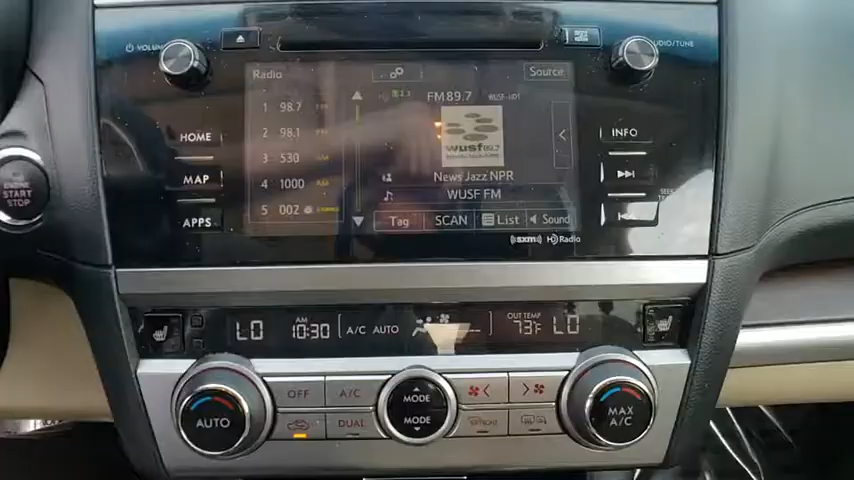 VOLUME
AUDIO/TUNE
Radio
Source
FM 89.7 WUSF-HD1
1 98.7 FM
2 98.1 FM
3 530 AM
4 1000 AM
5 002
wusf 89.7
News Jazz NPR
WUSF FM
Tag SCAN List Sound
sxm HD Radio
HOME
MAP
APPS
INFO
SEEK
ENGINE
START
STOP
LO
AM
10:30
A/C AUTO
OUT TEMP
73°F
LO
AUTO
OFF
A/C
DUAL
MODE
MODE
FRONT
MAX
A/C